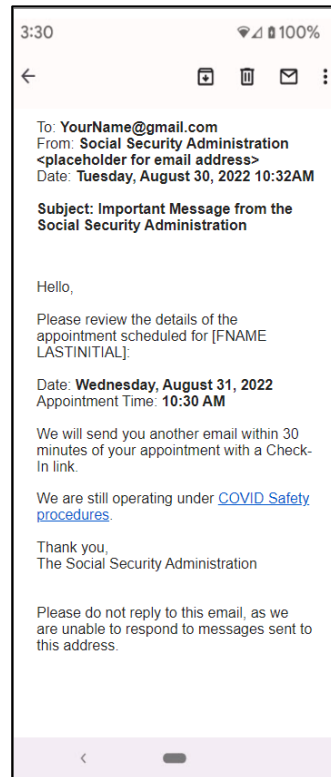 3:30
100%
To: YourName@gmail.com
From: Social Security Administration
<placeholder for email address>
Date: Tuesday, August 30, 2022 10:32AM
Subject: Important Message from the
Social Security Administration
Hello,
Please review the details of the
appointment scheduled for [FNAME
LASTINITIAL]:
Date: Wednesday, August 31, 2022
Appointment Time: 10:30 AM
We will send you another email within 30
minutes of your appointment with a Check-
In link.
We are still operating under COVID Safety
procedures.
Thank you,
The Social Security Administration
Please do not reply to this email, as we
are unable to respond to messages sent to
this address.